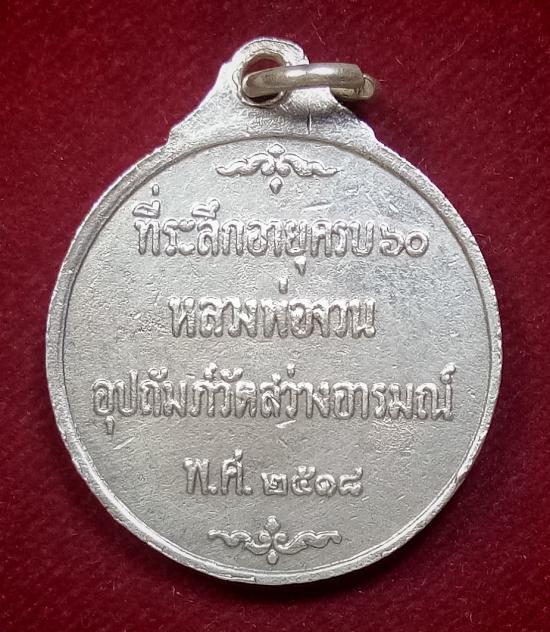 ที่ระลึกอายุครบ ๖๐
หลวงพ่องวน
อุปถัมภ์วัดสว่างอารมณ์
พ.ศ. ๒๕๑๘